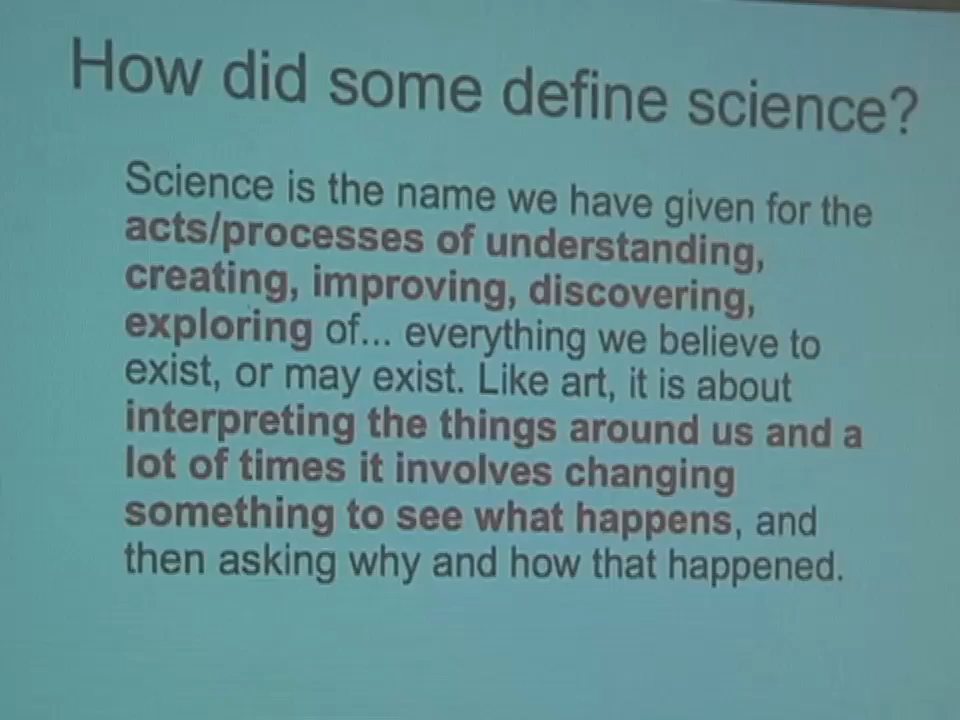 How did some define science?
Science is the name we have given for the
acts/processes of understanding,
creating, improving, discovering,
exploring of... everything we believe to
exist, or may exist. Like art, it is about
interpreting the things around us and a
lot of times it involves changing
something to see what happens, and
then asking why and how that happened.